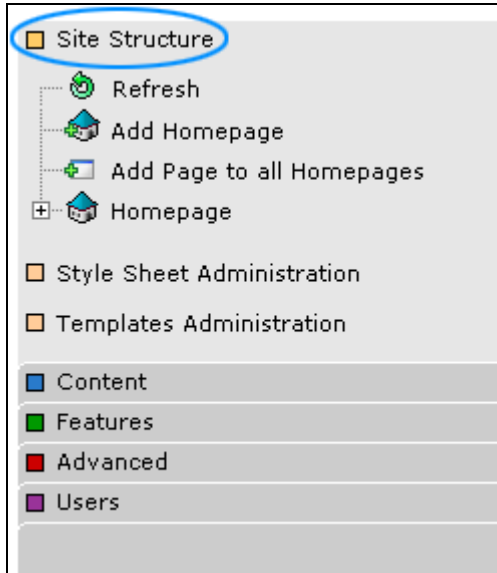 Site Structure
Refresh
Add Homepage
Add Page to all Homepages
Homepage
Style Sheet Administration
Templates Administration
Content
Features
Advanced
Users